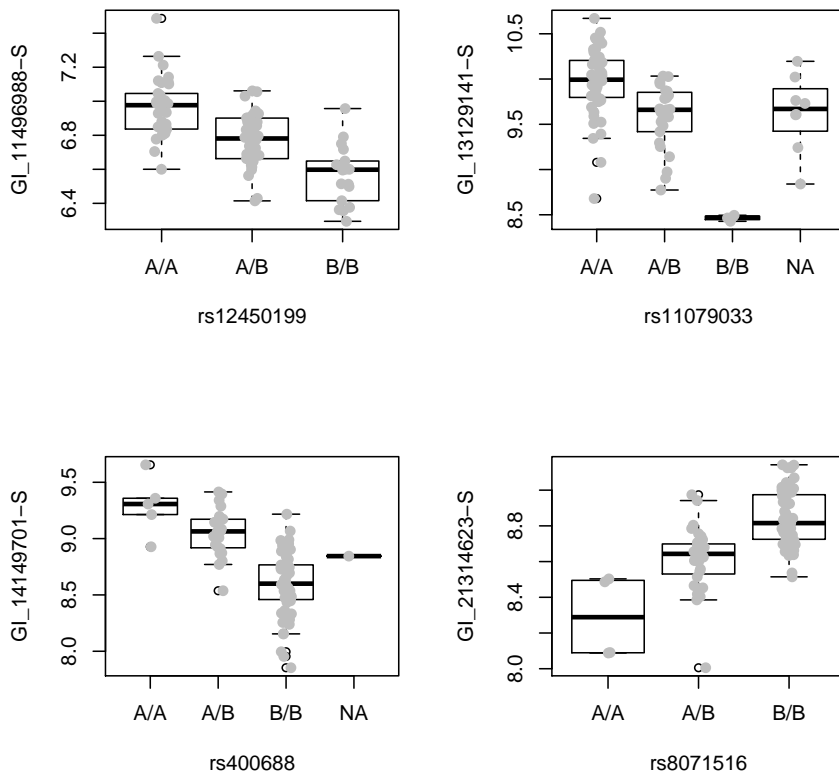 GI_11496988−S
7.2
6.8
6.4
A/A A/B B/B
rs12450199
GI_13129141−S
10.5
9.5
8.5
A/A A/B B/B NA
rs11079033
GI_14149701−S
9.5
9.0
8.5
8.0
A/A A/B B/B NA
rs400688
GI_21314623−S
8.8
8.4
8.0
A/A A/B B/B
rs8071516